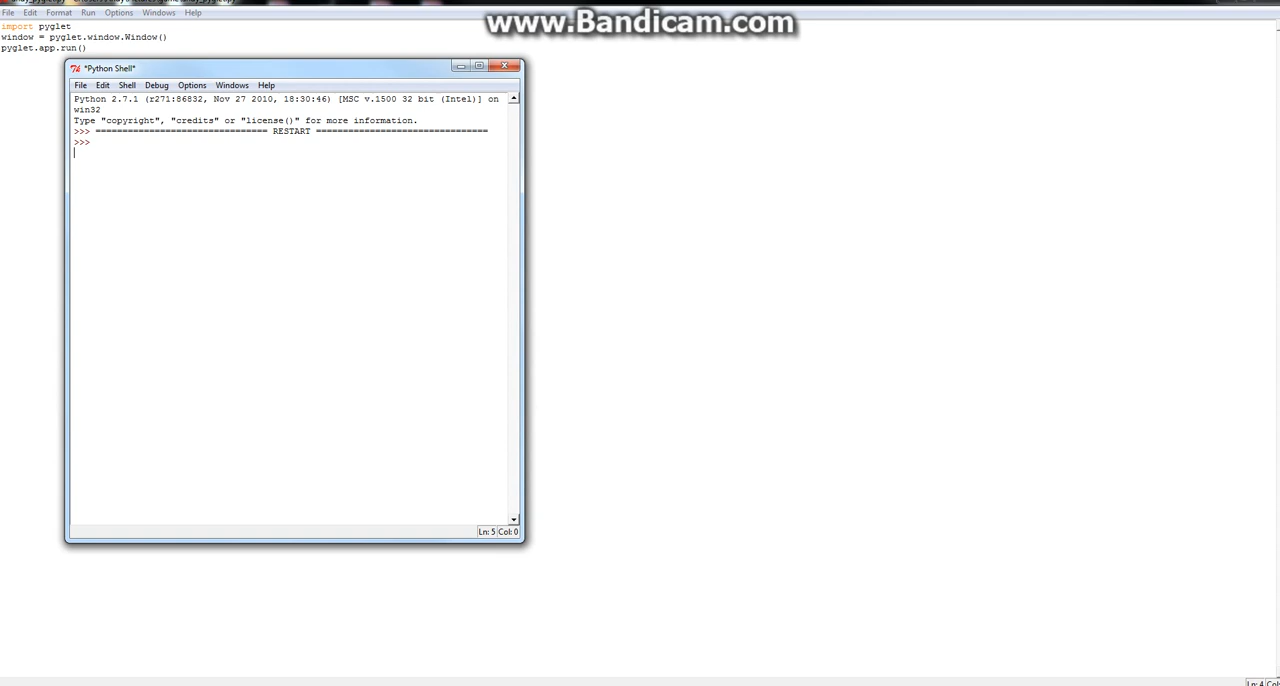 www.Bandicam.com
File Edit Format Run Options Windows Help
import pyglet
window = pyglet.window.Window()
pyglet.app.run()
*Python Shell*
File Edit Shell Debug Options Windows Help
Python 2.7.1 (r271:86832, Nov 27 2010, 18:30:46) [MSC v.1500 32 bit (Intel)] on
win32
Type "copyright", "credits" or "license()" for more information.
>>> ================================ RESTART ================================
>>>
Ln: 5 Col: 0
Ln: 4 Col: